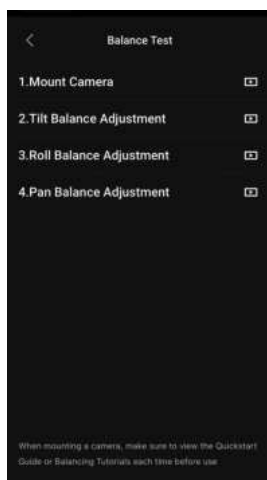 Balance Test
1.Mount Camera
2.Tilt Balance Adjustment
3.Roll Balance Adjustment
4.Pan Balance Adjustment
When mounting a camera, make sure to view the Quickstart
Guide or Balancing Tutorials each time before use